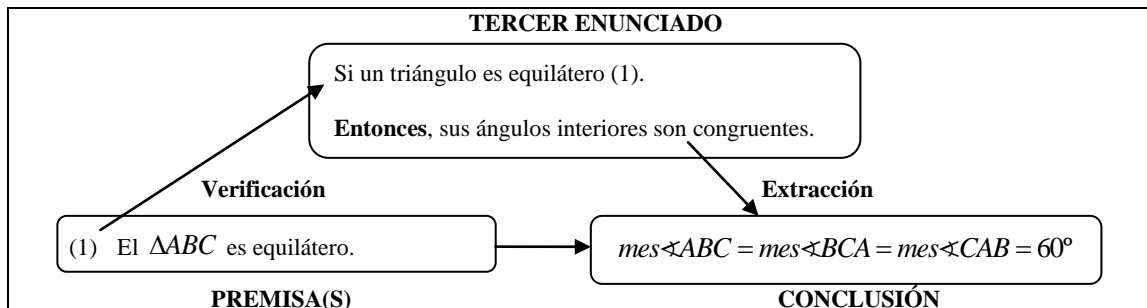 TERCER ENUNCIADO
Si un triángulo es equilátero (1).
Entonces, sus ángulos interiores son congruentes.
Verificación
Extracción
(1) El ΔABC es equilátero.
mes∢ABC = mes∢BCA = mes∢CAB = 60º
PREMISA(S)
CONCLUSIÓN